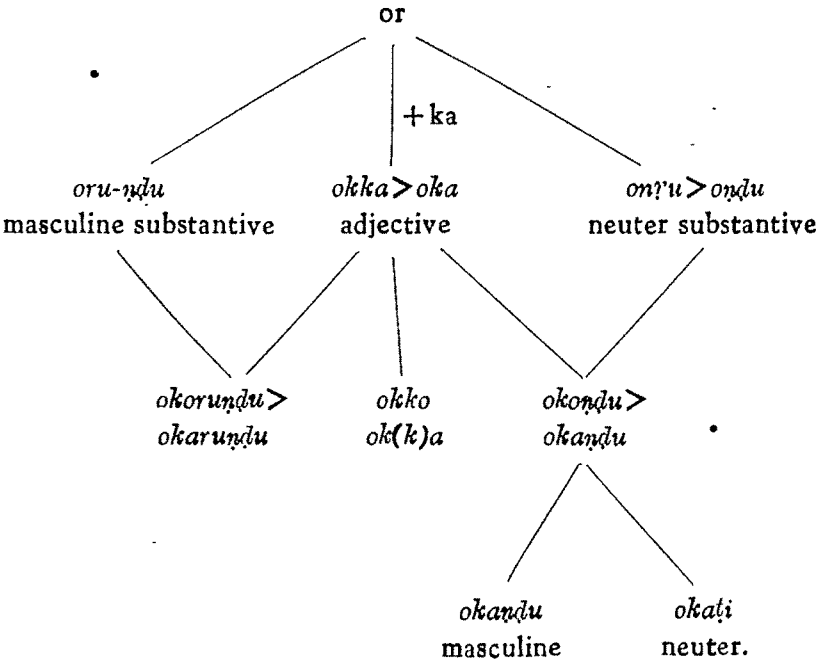 or
+ka
oru-ṇḍu okka>oka onṟu>oṇḍu
masculine substantive adjective neuter substantive
okoruṇḍu> okko okoṇḍu>
okaruṇḍu ok(k)a okaṇḍu
okaṇḍu okaṭi
masculine neuter.